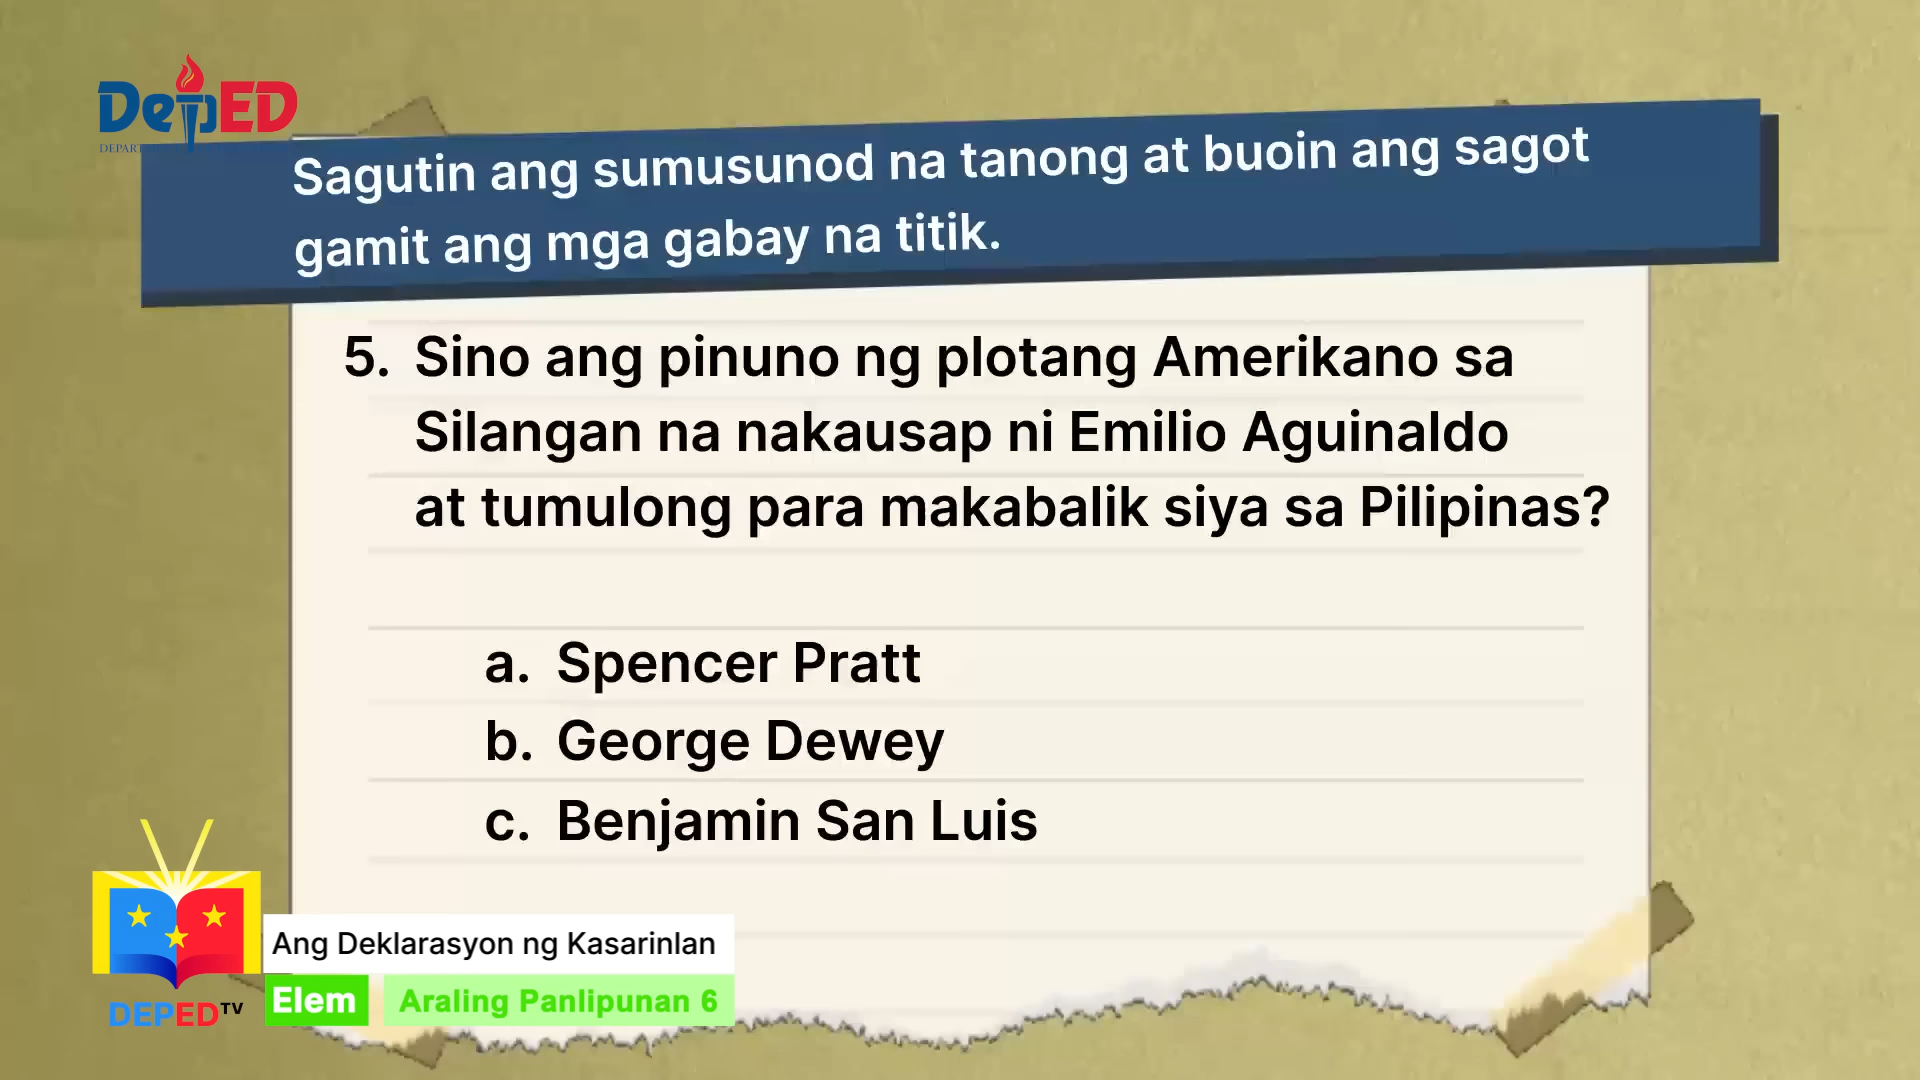 DepED
DEPART
Sagutin ang sumusunod na tanong at buoin ang sagot
gamit ang mga gabay na titik.
5. Sino ang pinuno ng plotang Amerikano sa
Silangan na nakausap ni Emilio Aguinaldo
at tumulong para makabalik siya sa Pilipinas?
a. Spencer Pratt
b. George Dewey
c. Benjamin San Luis
Ang Deklarasyon ng Kasarinlan
Elem Araling Panlipunan 6
DEPED TV